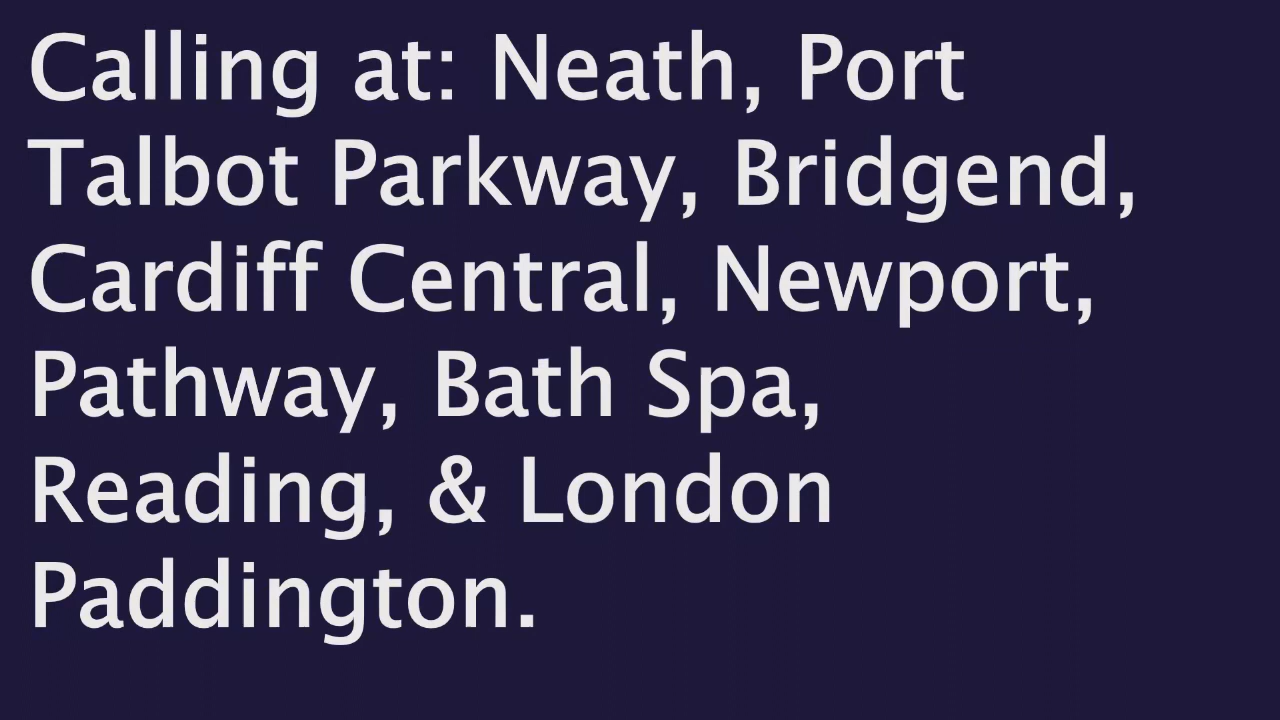 Calling at: Neath, Port
Talbot Parkway, Bridgend,
Cardiff Central, Newport,
Pathway, Bath Spa,
Reading, & London
Paddington.